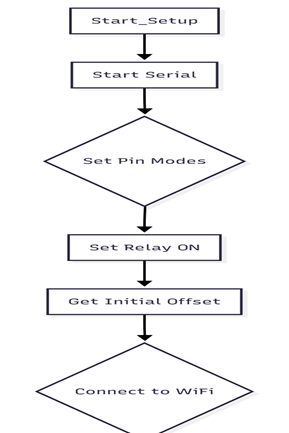 Start_Setup
Start Serial
Set Pin Modes
Set Relay ON
Get Initial Offset
Connect to WiFi